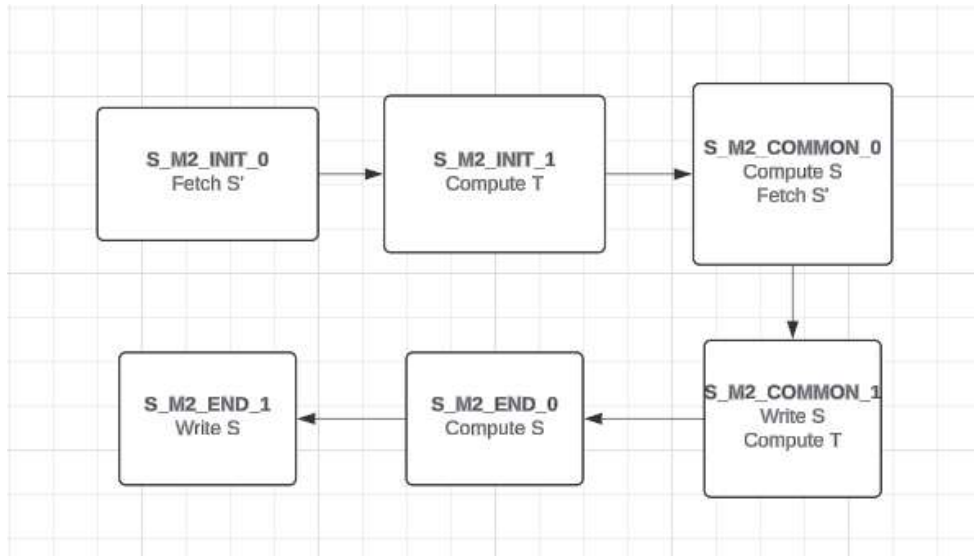 S_M2_INIT_0
Fetch S'
S_M2_INIT_1
Compute T
S_M2_COMMON_0
Compute S
Fetch S'
S_M2_END_1
Write S
S_M2_END_0
Compute S
S_M2_COMMON_1
Write S
Compute T